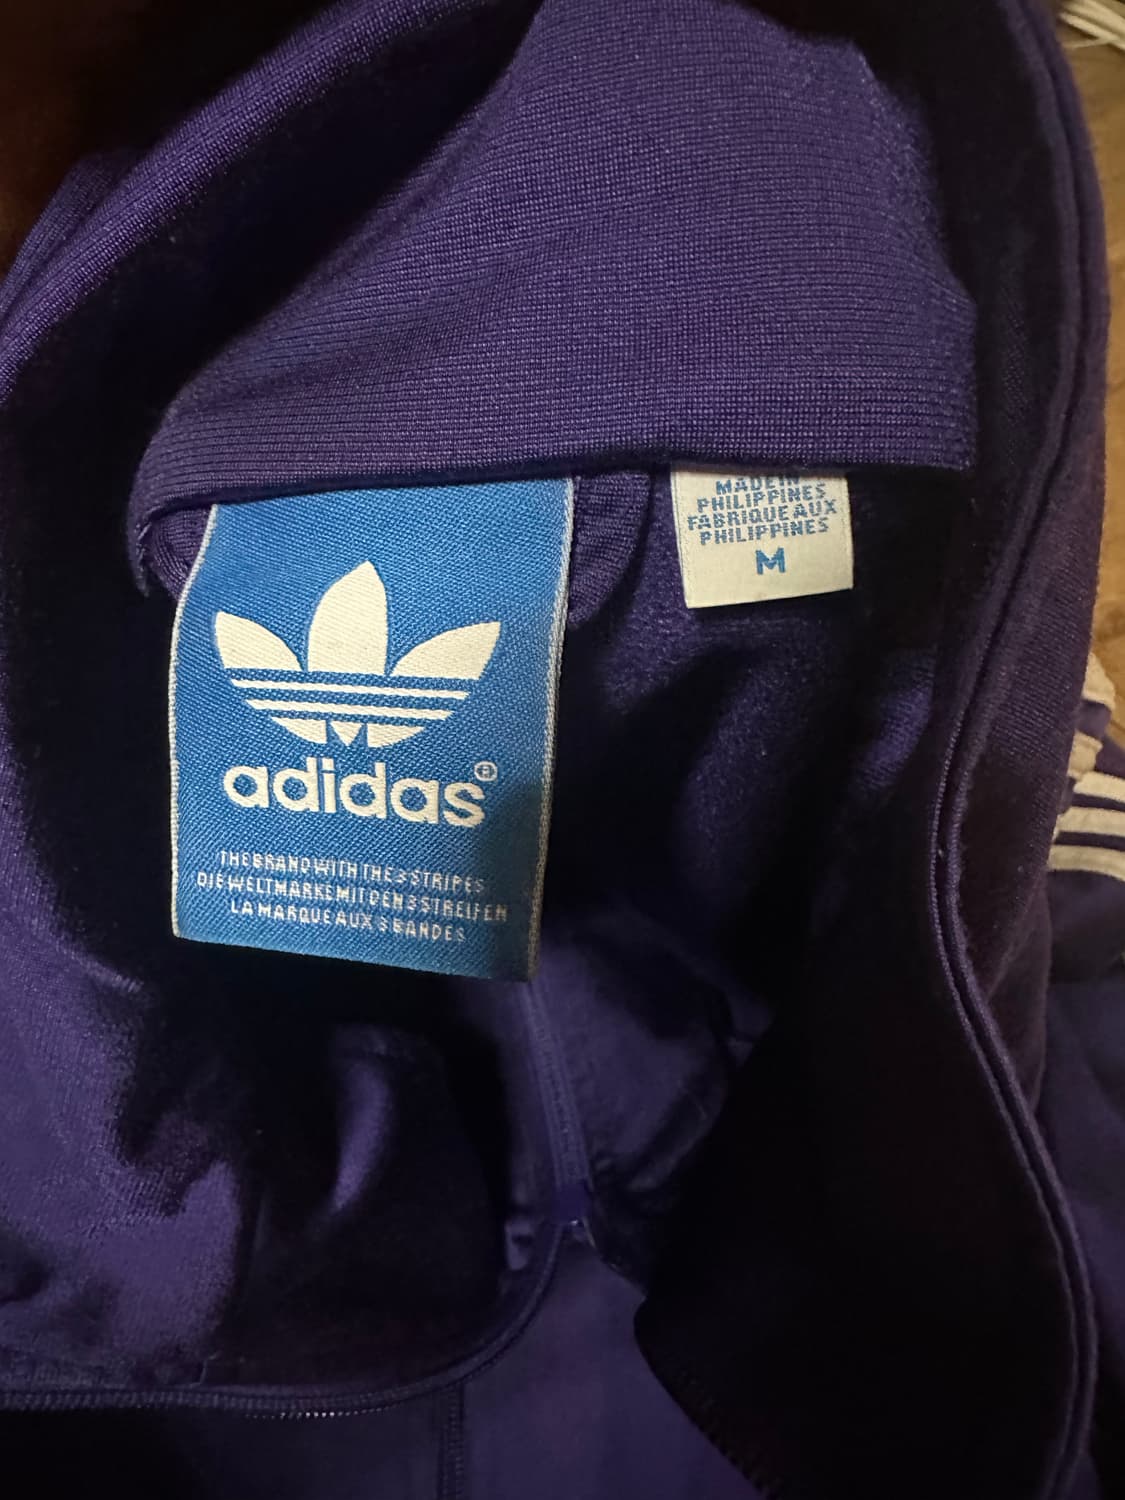 M
adidas®
THE BRAND WITH THE 3 STRIPES
DIE WELTMARKE MIT DEN 3 STREIFEN
LA MARQUE AUX 3 BANDES
MADE IN
PHILIPPINES
FABRIQUE AUX
PHILIPPINES
M